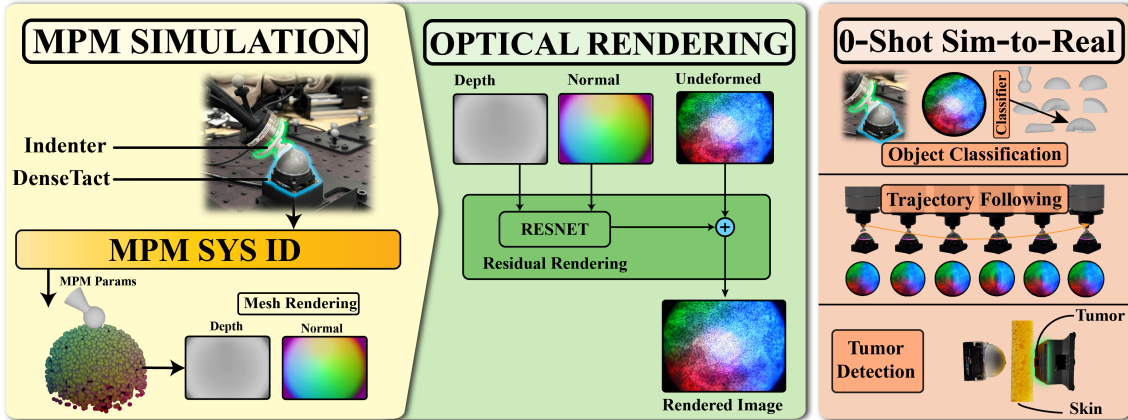 MPM SIMULATION
Indenter
DenseTact
MPM SYS ID
MPM Params
Mesh Rendering
Depth
Normal
OPTICAL RENDERING
Depth
Normal
Undeformed
RESNET
+
Residual Rendering
Rendered Image
0-Shot Sim-to-Real
Classifier
Object Classification
Trajectory Following
Tumor
Detection
Tumor
Skin